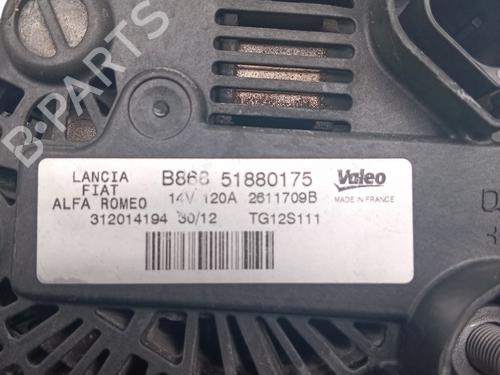 LANCIA
FIAT
ALFA ROMEO
B868 51880175
14V 120A 2611709B
312014194 30/12 TG12S111
Valeo
MADE IN FRANCE
B-PARTS